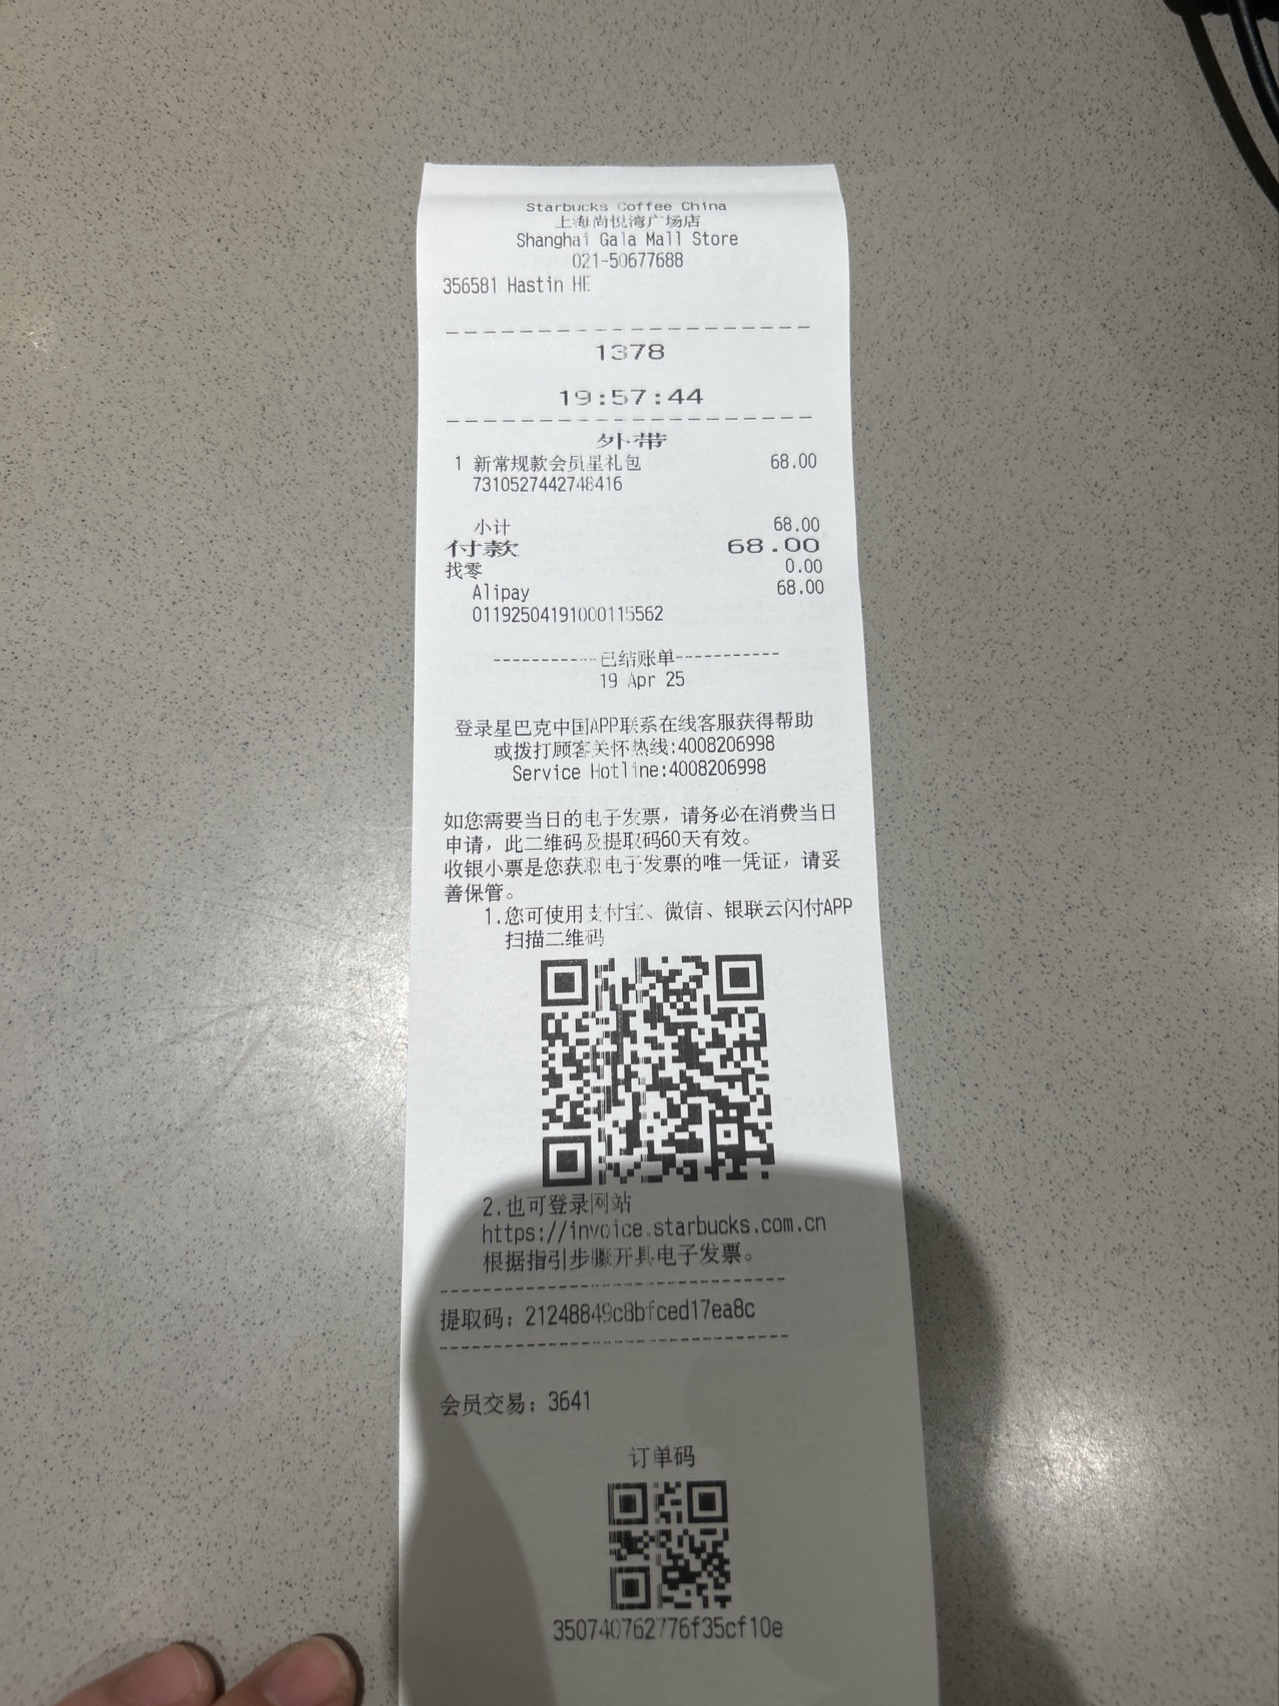 Starbucks Coffee China
上海尚悦湾广场店
Shanghai Gala Mall Store
021-50677688
356581 Hastin HE
1378
19:57:44
外带
1 新常规款会员星礼包 68.00
7310527442748416
小计 68.00
付款 68.00
找零 0.00
Alipay 68.00
01192504191000115562
-----------已结账单-----------
19 Apr 25
登录星巴克中国APP联系在线客服获得帮助
或拨打顾客关怀热线:4008206998
Service Hotline:4008206998
如您需要当日的电子发票，请务必在消费当日
申请，此二维码及提取码60天有效。
收银小票是您获取电子发票的唯一凭证，请妥
善保管。
1.您可使用支付宝、微信、银联云闪付APP
扫描二维码
2.也可登录网站
https://invoice.starbucks.com.cn
根据指引步骤开具电子发票。
提取码：21248849c8bfced17ea8c
会员交易：3641
订单码
350740762776f35cf10e